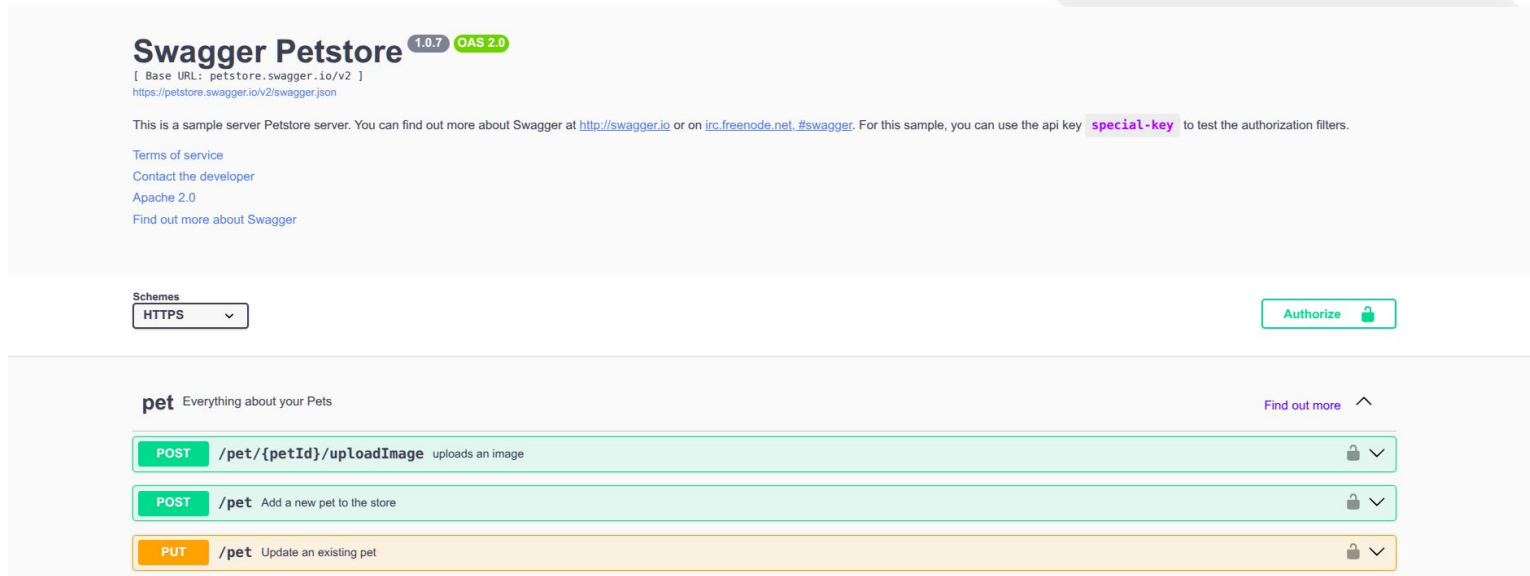 Swagger Petstore 1.0.7 OAS 2.0
[ Base URL: petstore.swagger.io/v2 ]
https://petstore.swagger.io/v2/swagger.json
This is a sample server Petstore server. You can find out more about Swagger at http://swagger.io or on irc.freenode.net, #swagger. For this sample, you can use the api key special-key to test the authorization filters.
Terms of service
Contact the developer
Apache 2.0
Find out more about Swagger
Schemes
HTTPS
Authorize
pet Everything about your Pets
Find out more
POST /pet/{petId}/uploadImage uploads an image
POST /pet Add a new pet to the store
PUT /pet Update an existing pet